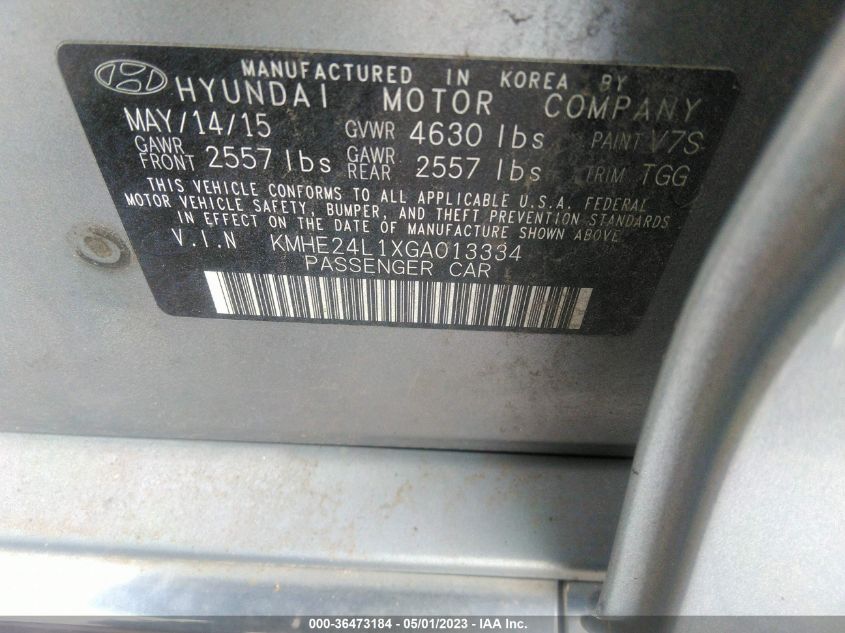 MANUFACTURED IN KOREA BY
HYUNDAI MOTOR COMPANY
MAY/14/15 GVWR 4630 lbs PAINT V7S
GAWR FRONT 2557 lbs GAWR REAR 2557 lbs TRIM TGG
THIS VEHICLE CONFORMS TO ALL APPLICABLE U.S.A. FEDERAL
MOTOR VEHICLE SAFETY, BUMPER, AND THEFT PREVENTION STANDARDS
IN EFFECT ON THE DATE OF MANUFACTURE SHOWN ABOVE.
V.I.N KMHE24L1XGA013334
PASSENGER CAR
000-36473184 - 05/01/2023 - IAA Inc.